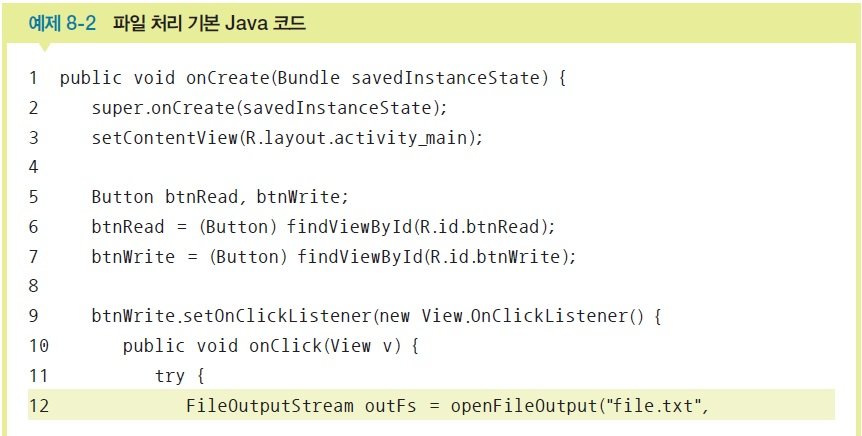 예제 8-2 파일 처리 기본 Java 코드
1 public void onCreate(Bundle savedInstanceState) {
2 super.onCreate(savedInstanceState);
3 setContentView(R.layout.activity_main);
4
5 Button btnRead, btnWrite;
6 btnRead = (Button) findViewById(R.id.btnRead);
7 btnWrite = (Button) findViewById(R.id.btnWrite);
8
9 btnWrite.setOnClickListener(new View.OnClickListener() {
10 public void onClick(View v) {
11 try {
12 FileOutputStream outFs = openFileOutput("file.txt",